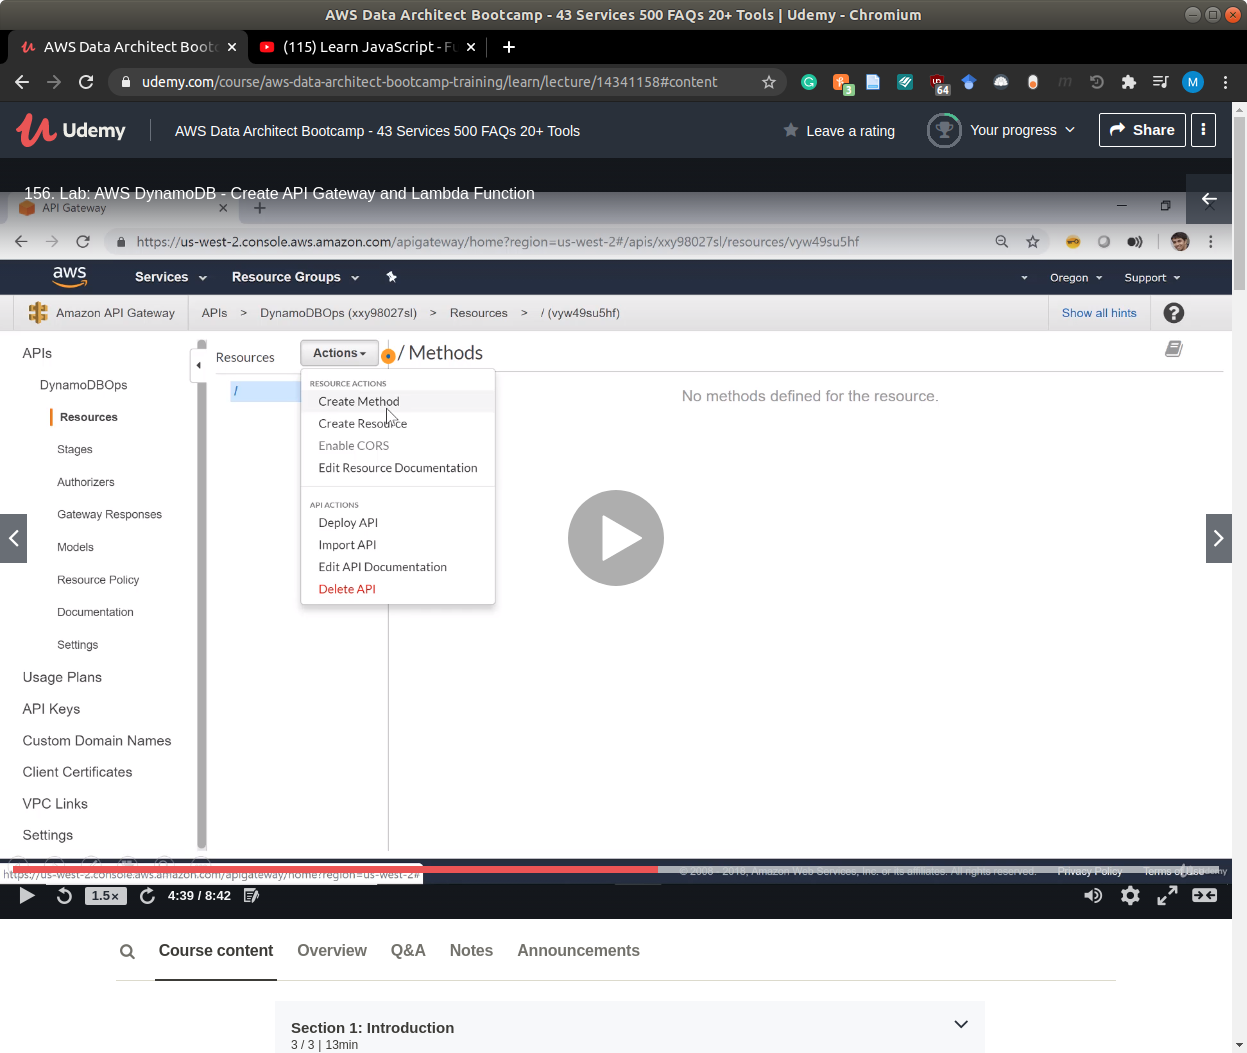 AWS Data Architect Bootcamp - 43 Services 500 FAQs 20+ Tools | Udemy - Chromium
AWS Data Architect Bootc
(115) Learn JavaScript - Fu
udemy.com/course/aws-data-architect-bootcamp-training/learn/lecture/14341158#content
3
64
M
Udemy
AWS Data Architect Bootcamp - 43 Services 500 FAQs 20+ Tools
Leave a rating
Your progress
Share
156. Lab: AWS DynamoDB - Create API Gateway and Lambda Function
API Gateway
https://us-west-2.console.aws.amazon.com/apigateway/home?region=us-west-2#/apis/xxy98027sl/resources/vyw49su5hf
aws
Services
Resource Groups
Oregon
Support
Amazon API Gateway
APIs > DynamoDBOps (xxy98027sl) > Resources > / (vyw49su5hf)
Show all hints
APIs
DynamoDBOps
Resources
Stages
Authorizers
Gateway Responses
Models
Resource Policy
Documentation
Settings
Usage Plans
API Keys
Custom Domain Names
Client Certificates
VPC Links
Settings
Resources
Actions
/ Methods
/
RESOURCE ACTIONS
Create Method
Create Resource
Enable CORS
Edit Resource Documentation
API ACTIONS
Deploy API
Import API
Edit API Documentation
Delete API
No methods defined for the resource.
https://us-west-2.console.aws.amazon.com/apigateway/home?region=us-west-2#
© 2008 - 2018, Amazon Web Services, Inc. or its affiliates. All rights reserved.
Privacy Policy
Terms of Use
1.5×
4:39 / 8:42
Course content
Overview
Q&A
Notes
Announcements
Section 1: Introduction
3 / 3 | 13min